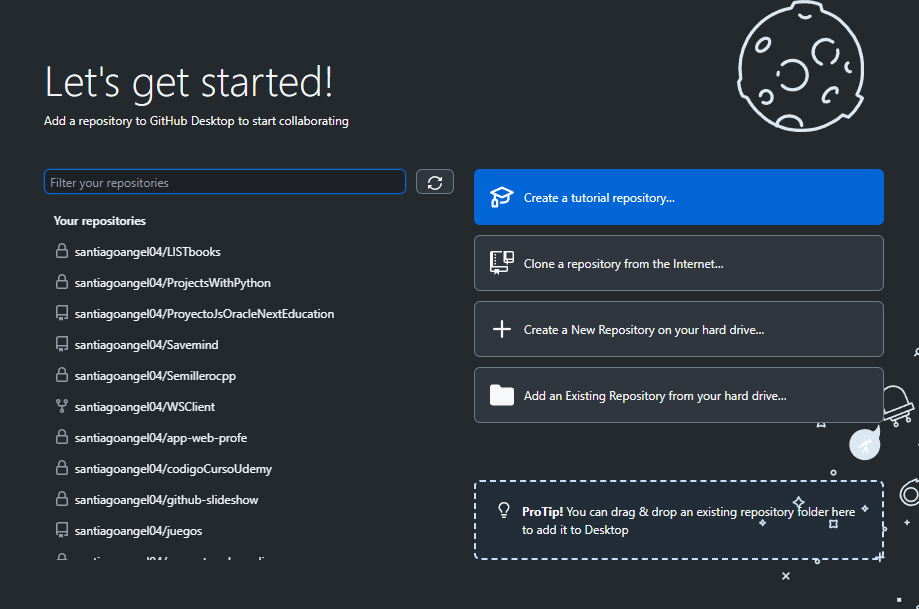 Let's get started!
Add a repository to GitHub Desktop to start collaborating
Filter your repositories
Your repositories
santiagoangel04/LISTbooks
santiagoangel04/ProjectsWithPython
santiagoangel04/ProyectoJsOracleNextEducation
santiagoangel04/Savemind
santiagoangel04/Semillerocpp
santiagoangel04/WSClient
santiagoangel04/app-web-profe
santiagoangel04/codigoCursoUdemy
santiagoangel04/github-slideshow
santiagoangel04/juegos
Create a tutorial repository...
Clone a repository from the Internet...
Create a New Repository on your hard drive...
Add an Existing Repository from your hard drive...
ProTip! You can drag & drop an existing repository folder here
to add it to Desktop